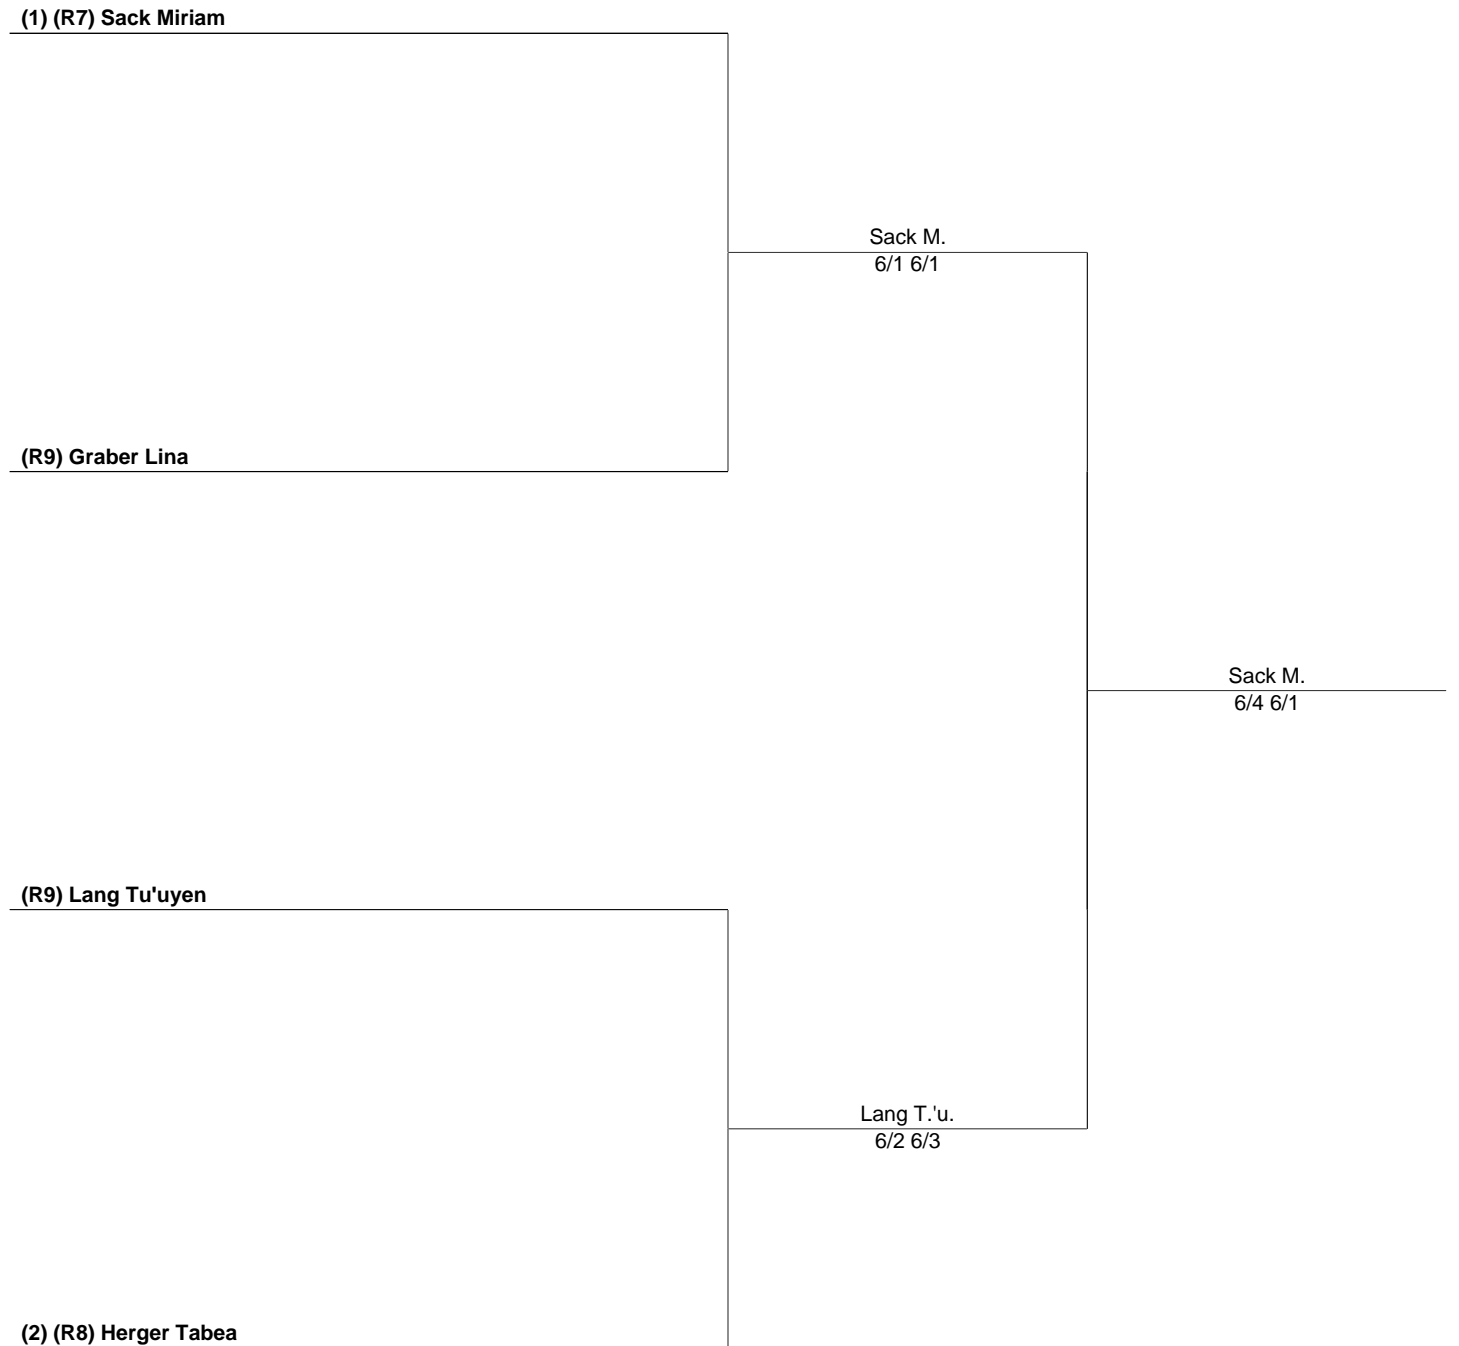 (1) (R7) Sack Miriam
Sack M.
6/1 6/1
(R9) Graber Lina
Sack M.
6/4 6/1
(R9) Lang Tu'uyen
Lang T.'u.
6/2 6/3
(2) (R8) Herger Tabea